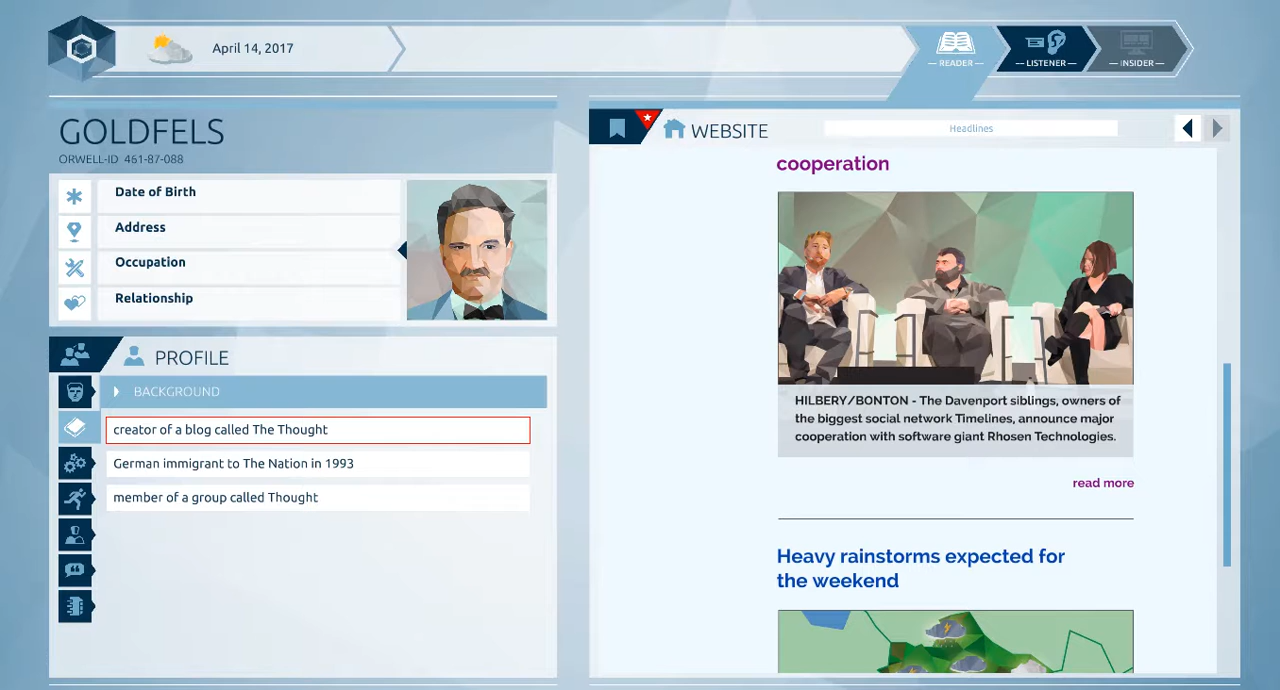 April 14, 2017
— READER —
— LISTENER —
— INSIDER —
GOLDFELS
ORWELL-ID 461-87-088
Date of Birth
Address
Occupation
Relationship
PROFILE
BACKGROUND
creator of a blog called The Thought
German immigrant to The Nation in 1993
member of a group called Thought
WEBSITE
Headlines
cooperation
HILBERY/BONTON - The Davenport siblings, owners of
the biggest social network Timelines, announce major
cooperation with software giant Rhosen Technologies.
read more
Heavy rainstorms expected for
the weekend